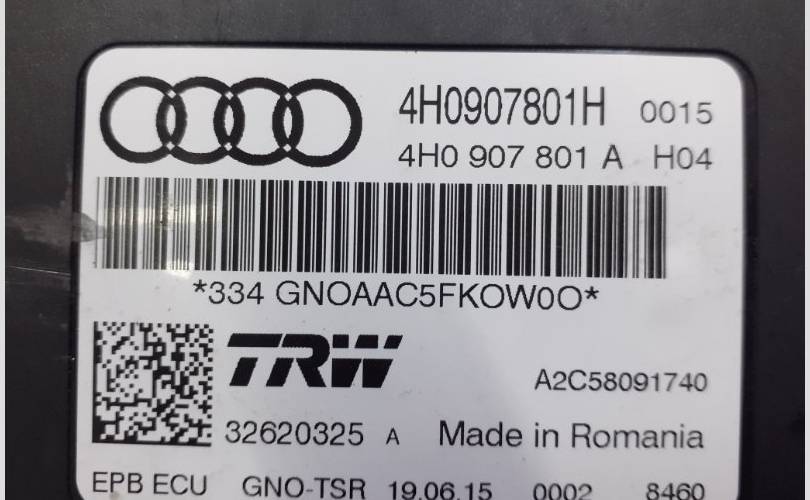 4H0907801H 0015
4H0 907 801 A H04
*334 GNOAAC5FKOW0O*
TRW
A2C58091740
32620325 A Made in Romania
EPB ECU GNO-TSR 19.06.15 0002 8460